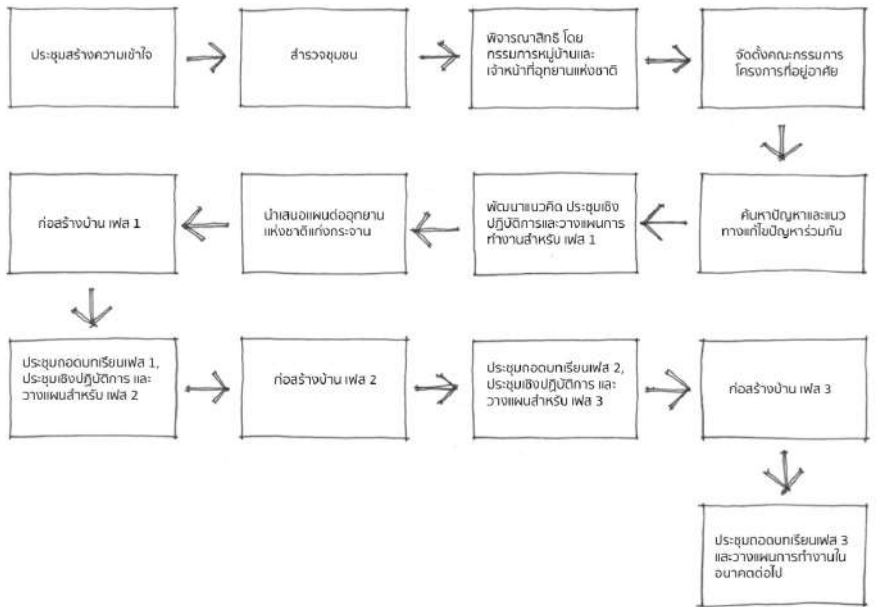 ประชุมสร้างความเข้าใจ
สำรวจชุมชน
พิจารณาสิทธิ โดย
กรรมการหมู่บ้านและ
เจ้าหน้าที่อุทยานแห่งชาติ
จัดตั้งคณะกรรมการ
โครงการที่อยู่อาศัย
ค้นหาปัญหาและแนว
ทางแก้ไขปัญหาร่วมกัน
พัฒนาแนวคิด ประชุมเชิง
ปฏิบัติการและวางแผนการ
ทำงานสำหรับ เฟส 1
นำเสนอแผนต่ออุทยาน
แห่งชาติแก่งกระจาน
ก่อสร้างบ้าน เฟส 1
ประชุมถอดบทเรียนเฟส 1,
ประชุมเชิงปฏิบัติการ และ
วางแผนสำหรับ เฟส 2
ก่อสร้างบ้าน เฟส 2
ประชุมถอดบทเรียนเฟส 2,
ประชุมเชิงปฏิบัติการ และ
วางแผนสำหรับ เฟส 3
ก่อสร้างบ้าน เฟส 3
ประชุมถอดบทเรียนเฟส 3
และวางแผนการทำงานใน
อนาคตต่อไป